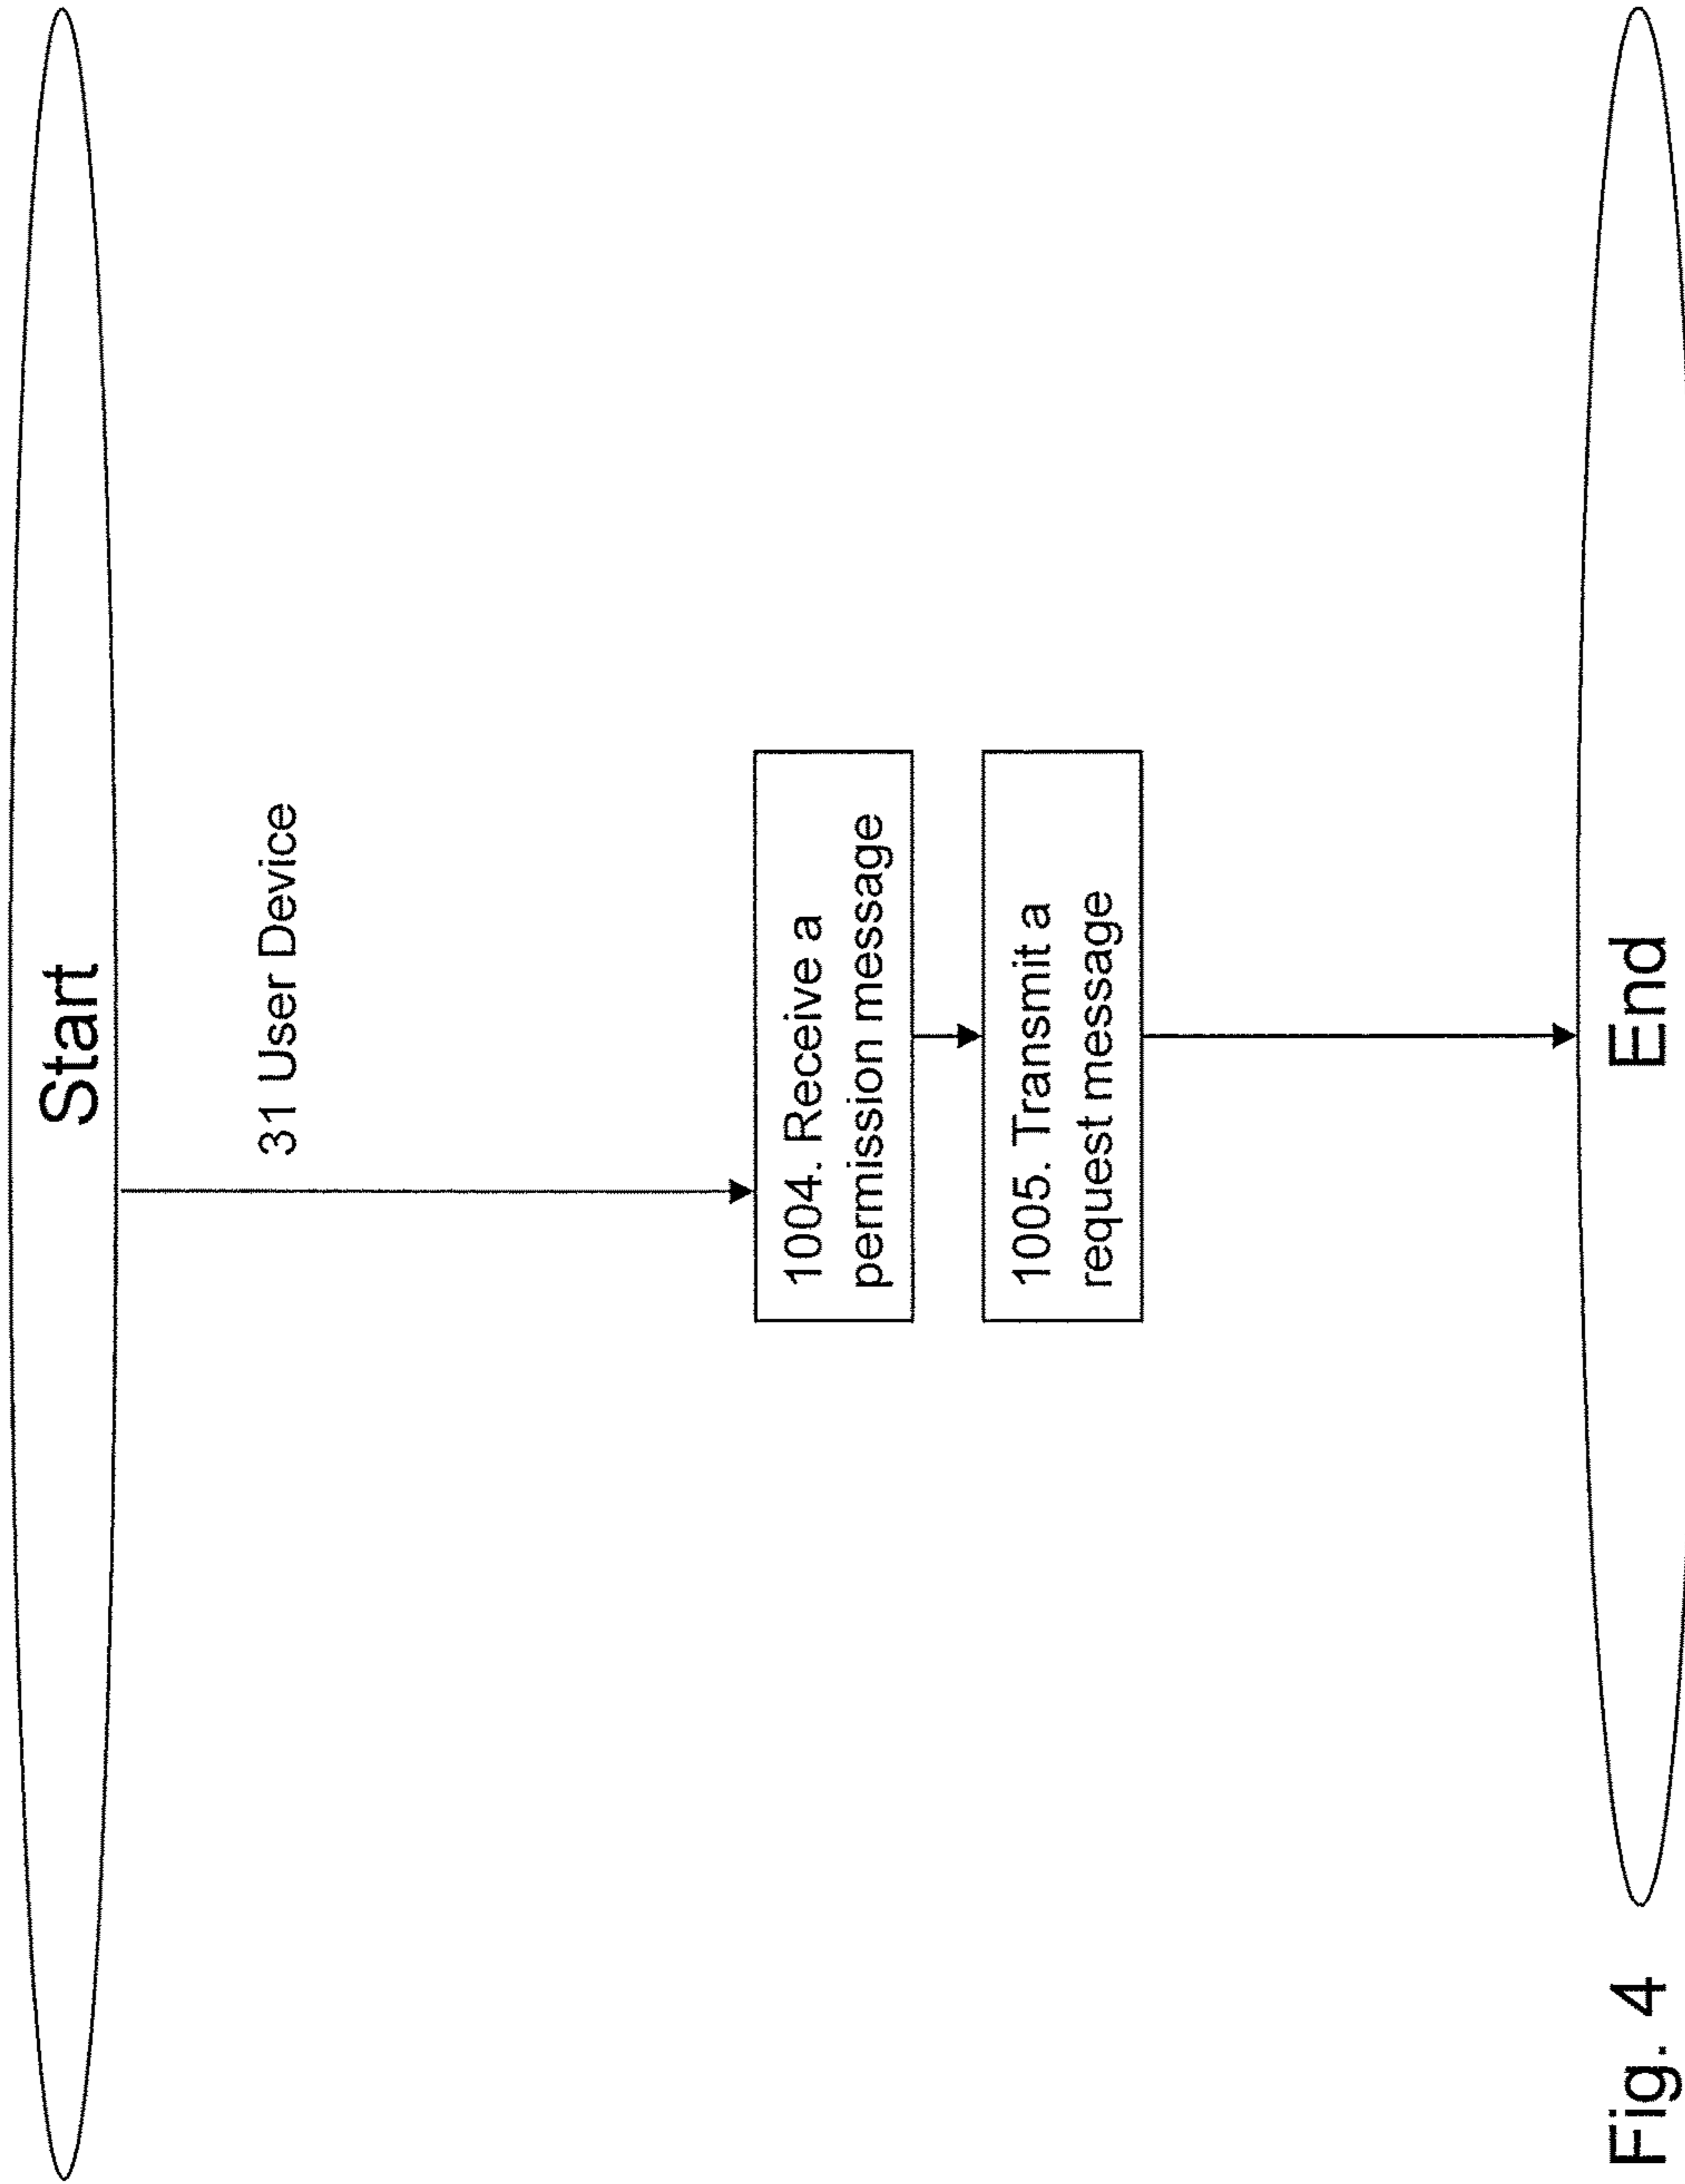 Start
31 User Device
1004. Receive a
permission message
1005. Transmit a
request message
End
Fig. 4